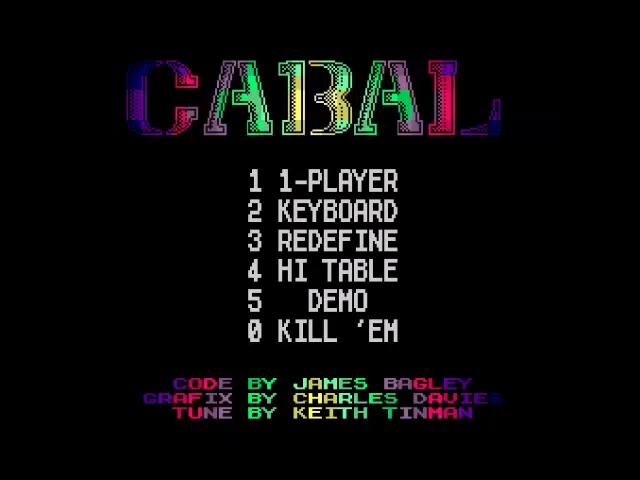 CABAL
1 1-PLAYER
2 KEYBOARD
3 REDEFINE
4 HI TABLE
5 DEMO
0 KILL 'EM
CODE BY JAMES BAGLEY
GRAFIX BY CHARLES DAVIES
TUNE BY KEITH TINMAN